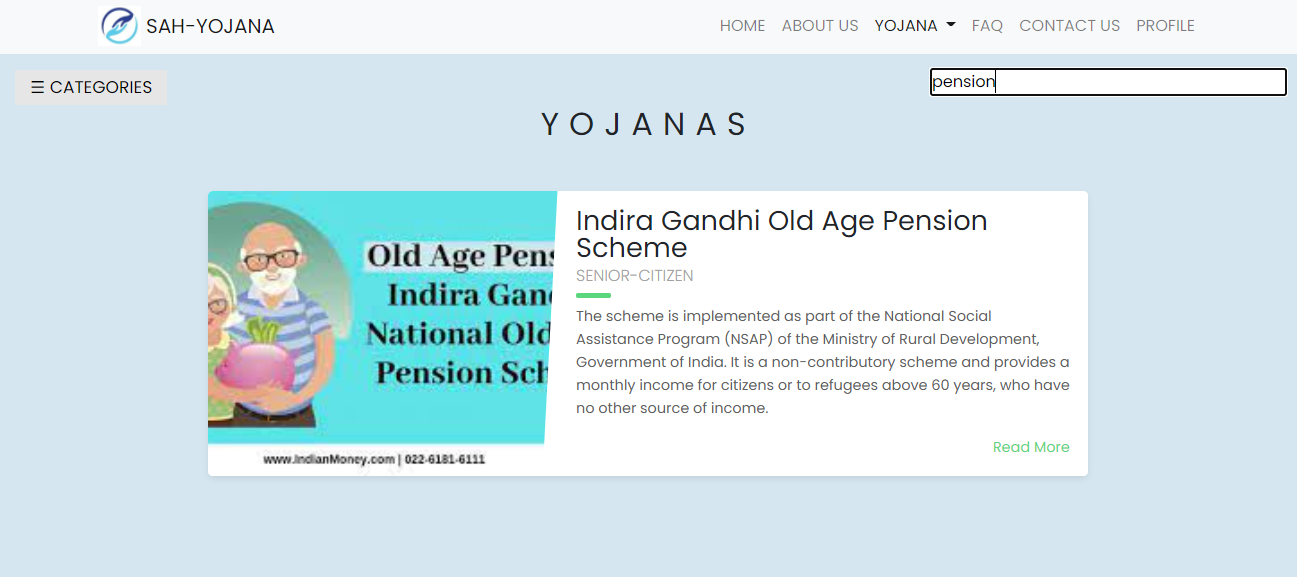 SAH-YOJANA
HOME ABOUT US YOJANA FAQ CONTACT US PROFILE
☰ CATEGORIES
pension
YOJANAS
Old Age Pens
Indira Gan
National Old
Pension Sch
www.IndianMoney.com | 022-6181-6111
Indira Gandhi Old Age Pension
Scheme
SENIOR-CITIZEN
The scheme is implemented as part of the National Social
Assistance Program (NSAP) of the Ministry of Rural Development,
Government of India. It is a non-contributory scheme and provides a
monthly income for citizens or to refugees above 60 years, who have
no other source of income.
Read More